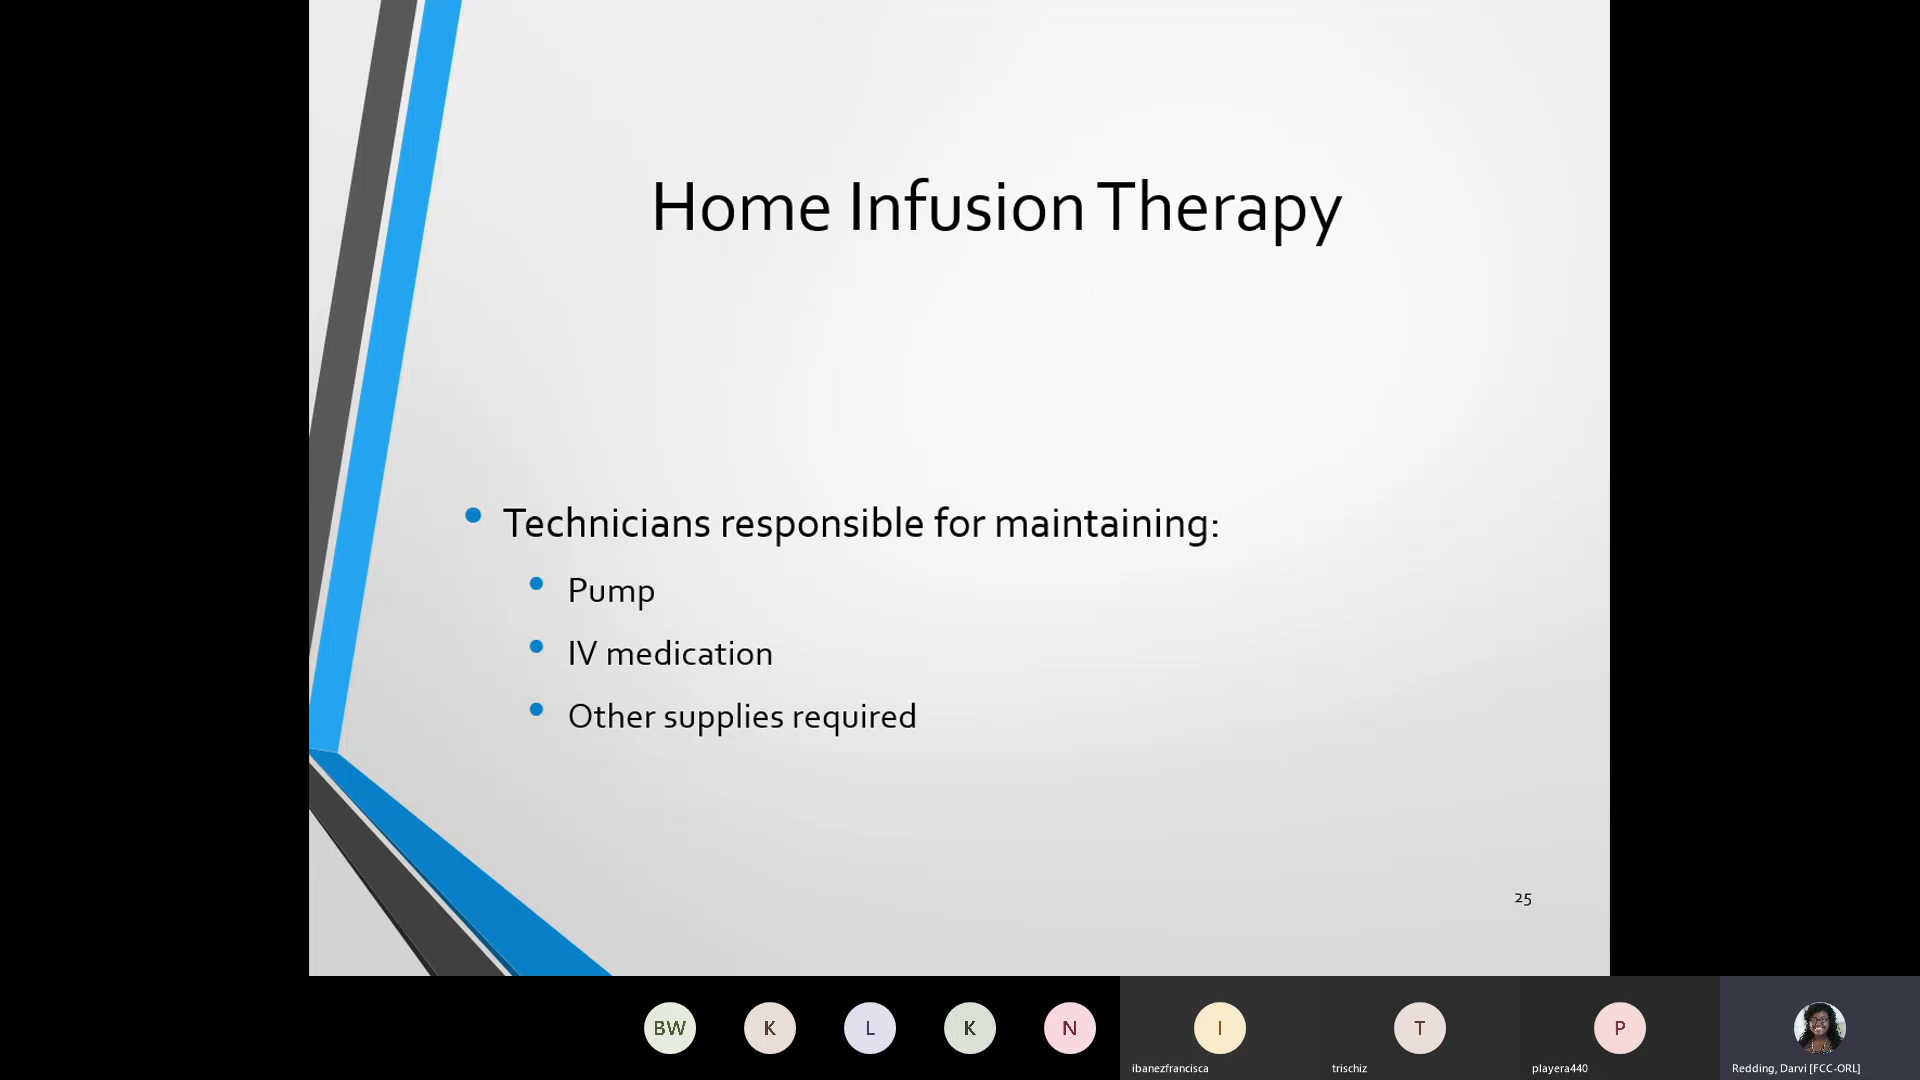 Home Infusion Therapy
Technicians responsible for maintaining:
Pump
IV medication
Other supplies required
25
BW
K
L
K
N
I
T
P
ibanezfrancisca
trischiz
playera440
Redding, Darvi [FCC-ORL]